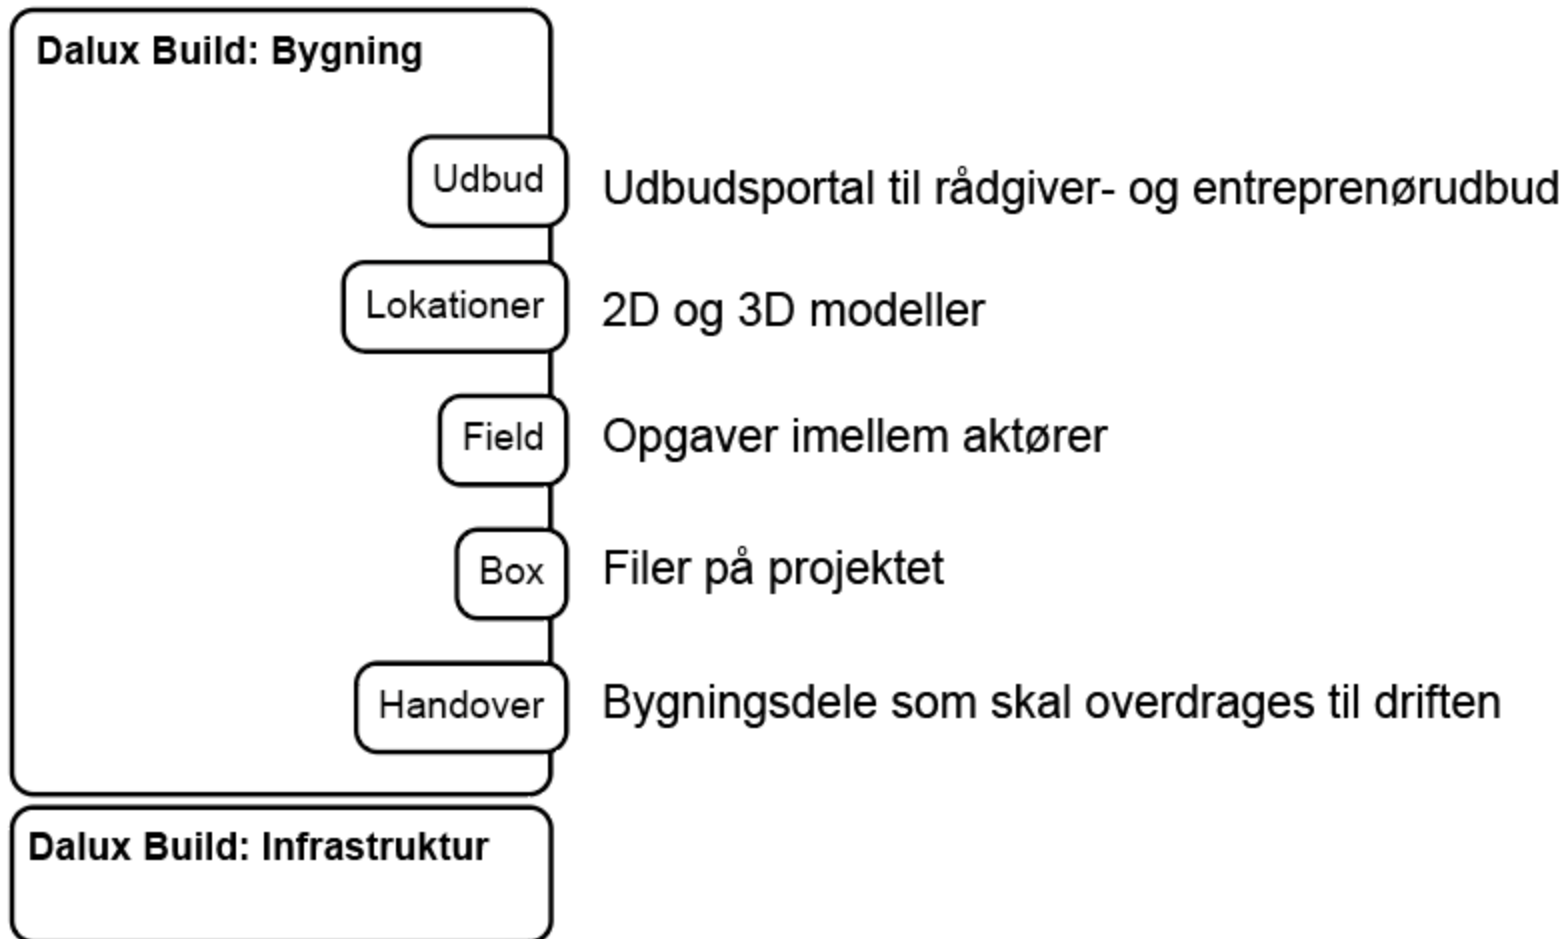 Dalux Build: Bygning
Udbud
Udbudsportal til rådgiver- og entreprenørudbud
Lokationer
2D og 3D modeller
Field
Opgaver imellem aktører
Box
Filer på projektet
Handover
Bygningsdele som skal overdrages til driften
Dalux Build: Infrastruktur